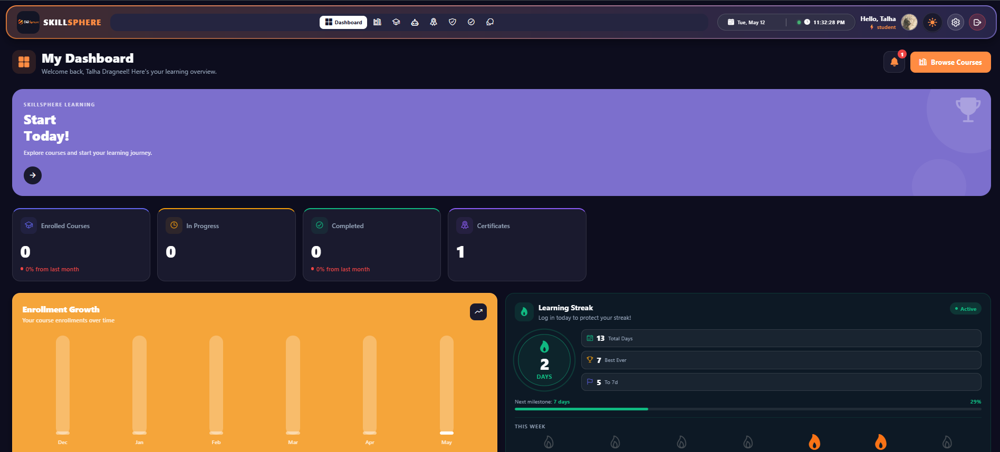 Skill Sphere
SKILLSPHERE
Dashboard
Tue, May 12
11:32:28 PM
Hello, Talha
student
My Dashboard
Welcome back, Talha Dragneel! Here's your learning overview.
1
Browse Courses
SKILLSPHERE LEARNING
Start
Today!
Explore courses and start your learning journey.
Enrolled Courses
0
0% from last month
In Progress
0
Completed
0
0% from last month
Certificates
1
Enrollment Growth
Your course enrollments over time
Dec Jan Feb Mar Apr May
Learning Streak
Log in today to protect your streak!
Active
2
DAYS
13 Total Days
7 Best Ever
5 To 7d
Next milestone: 7 days
29%
THIS WEEK